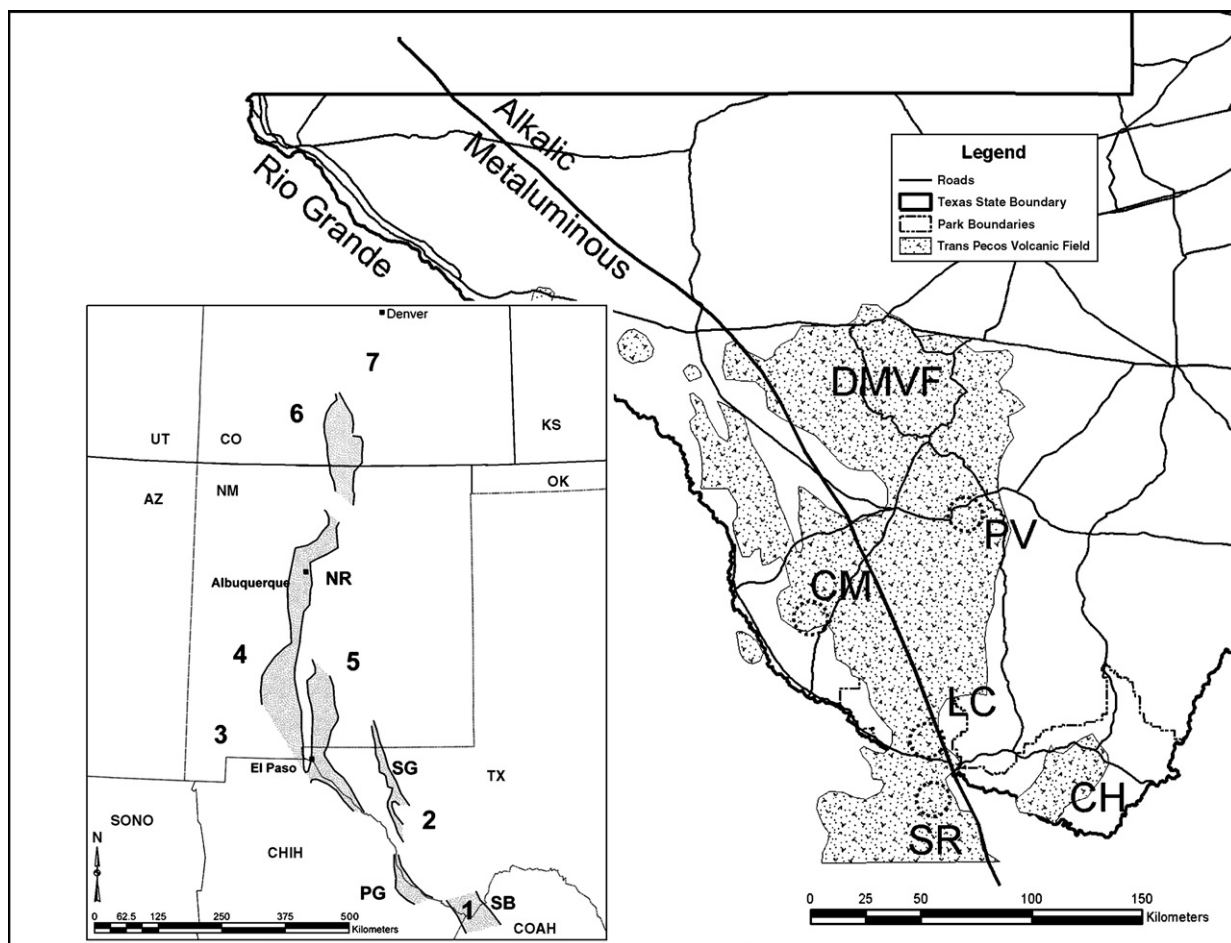 Alkalic
Metaluminous
Rio Grande
Legend
Roads
Texas State Boundary
Park Boundaries
Trans Pecos Volcanic Field
DMVF
PV
CM
LC
CH
SR
0 25 50 100 150
Kilometers
Denver
7
6
UT
CO
KS
AZ
NM
OK
Albuquerque
NR
4
5
3
El Paso
SG
TX
2
SONO
N
CHIH
PG
1
SB
COAH
0 62.5 125 250 375 500
Kilometers